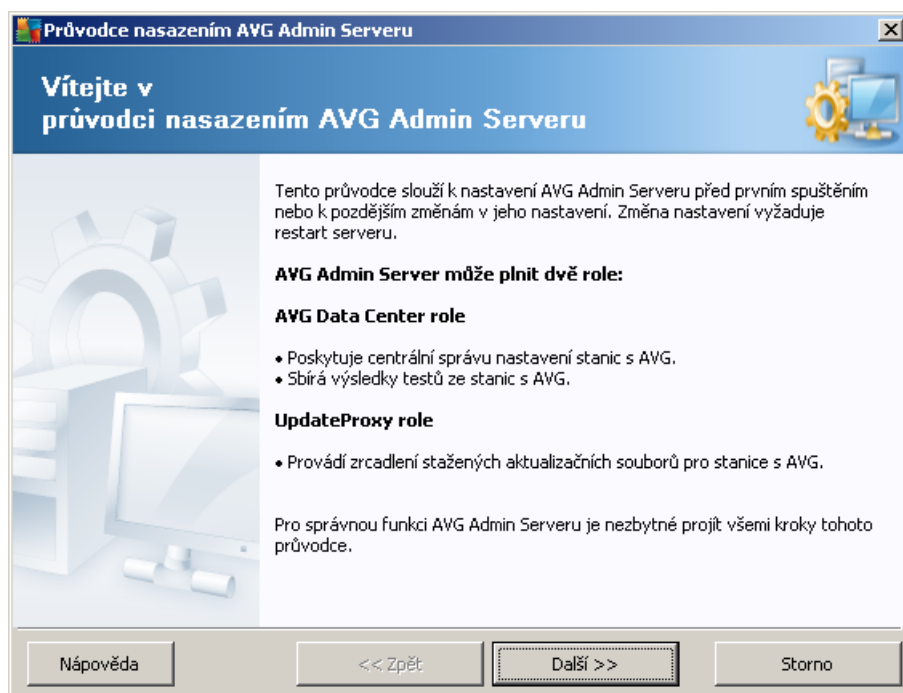 Průvodce nasazením AVG Admin Serveru
Vítejte v
průvodci nasazením AVG Admin Serveru
Tento průvodce slouží k nastavení AVG Admin Serveru před prvním spuštěním
nebo k pozdějším změnám v jeho nastavení. Změna nastavení vyžaduje
restart serveru.
AVG Admin Server může plnit dvě role:
AVG Data Center role
• Poskytuje centrální správu nastavení stanic s AVG.
• Sbírá výsledky testů ze stanic s AVG.
UpdateProxy role
• Provádí zrcadlení stažených aktualizačních souborů pro stanice s AVG.
Pro správnou funkci AVG Admin Serveru je nezbytné projít všemi kroky tohoto
průvodce.
Nápověda
<< Zpět
Další >>
Storno